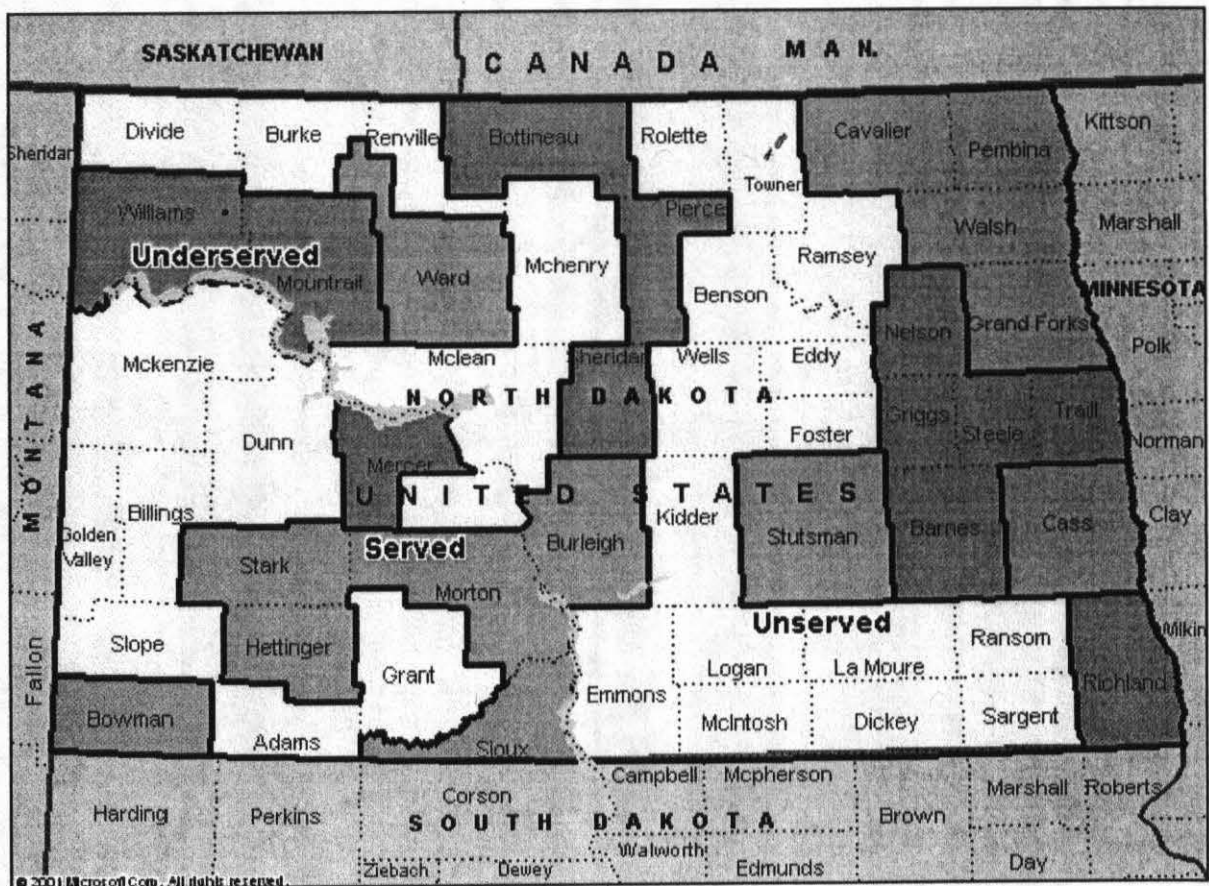 SASKATCHEWAN
CANADA
MAN.
Divide
Burke
Renville
Bottineau
Rolette
Towner
Cavalier
Pembina
Kittson
Sheridan
Williams
Mountrail
Ward
Mchenry
Pierce
Ramsey
Walsh
Marshall
Underserved
Benson
Nelson
Grand Forks
MINNESOTA
Polk
MONTANA
Mckenzie
Mclean
Sheridan
Wells
Eddy
NORTH DAKOTA
Dunn
Mercer
Foster
Griggs
Steele
Traill
Norman
UNITED STATES
Billings
Golden
Valley
Kidder
Stutsman
Barnes
Cass
Clay
Stark
Served
Burleigh
Morton
Unserved
Fallon
Slope
Hettinger
Grant
Emmons
Logan
La Moure
Ransom
Wilkin
Richland
Bowman
Adams
Sioux
McIntosh
Dickey
Sargent
Harding
Perkins
Corson
Campbell
Mcpherson
Brown
Marshall
Roberts
SOUTH DAKOTA
Walworth
Ziebach
Dewey
Edmunds
Day
© 2001 Microsoft Corp. All rights reserved.